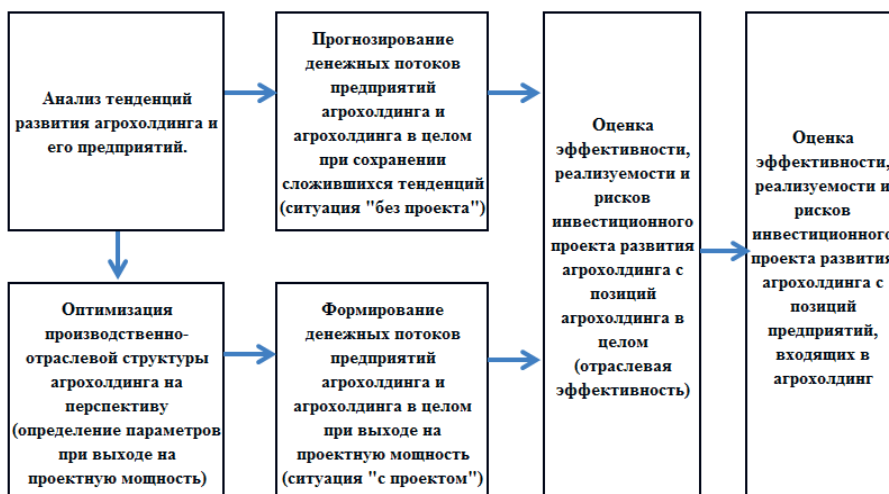 Анализ тенденций
развития агрохолдинга и
его предприятий.
Прогнозирование
денежных потоков
предприятий
агрохолдинга и
агрохолдинга в целом
при сохранении
сложившихся тенденций
(ситуация "без проекта")
Оптимизация
производственно-
отраслевой структуры
агрохолдинга на
перспективу
(определение параметров
при выходе на
проектную мощность)
Формирование
денежных потоков
предприятий
агрохолдинга и
агрохолдинга в целом
при выходе на
проектную мощность
(ситуация "с проектом")
Оценка
эффективности,
реализуемости и
рисков
инвестиционного
проекта развития
агрохолдинга с
позиций
агрохолдинга в
целом
(отраслевая
эффективность)
Оценка
эффективности,
реализуемости и
рисков
инвестиционного
проекта развития
агрохолдинга с
позиций
предприятий,
входящих в
агрохолдинг